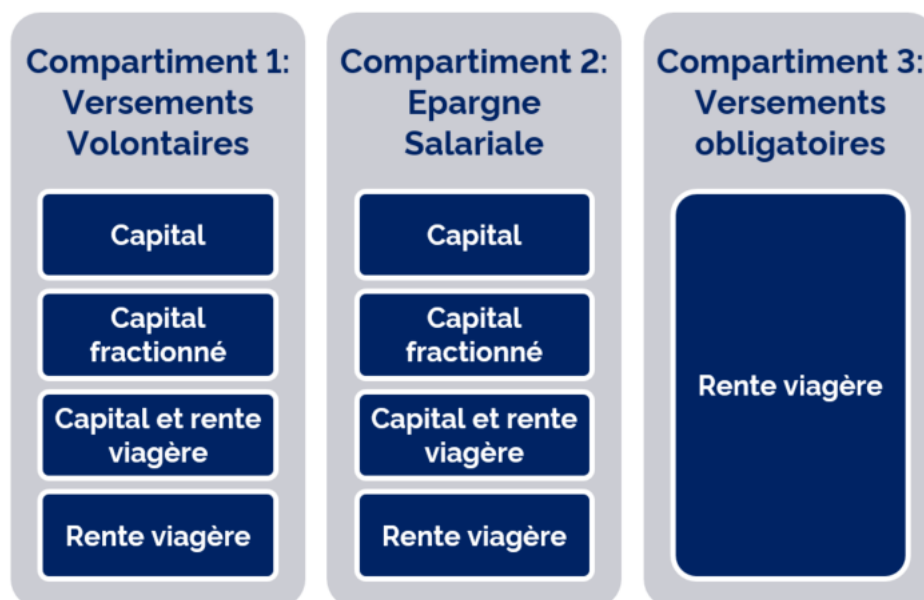 Compartiment 1:
Versements
Volontaires
Capital
Capital
fractionné
Capital et rente
viagère
Rente viagère
Compartiment 2:
Epargne
Salariale
Capital
Capital
fractionné
Capital et rente
viagère
Rente viagère
Compartiment 3:
Versements
obligatoires
Rente viagère